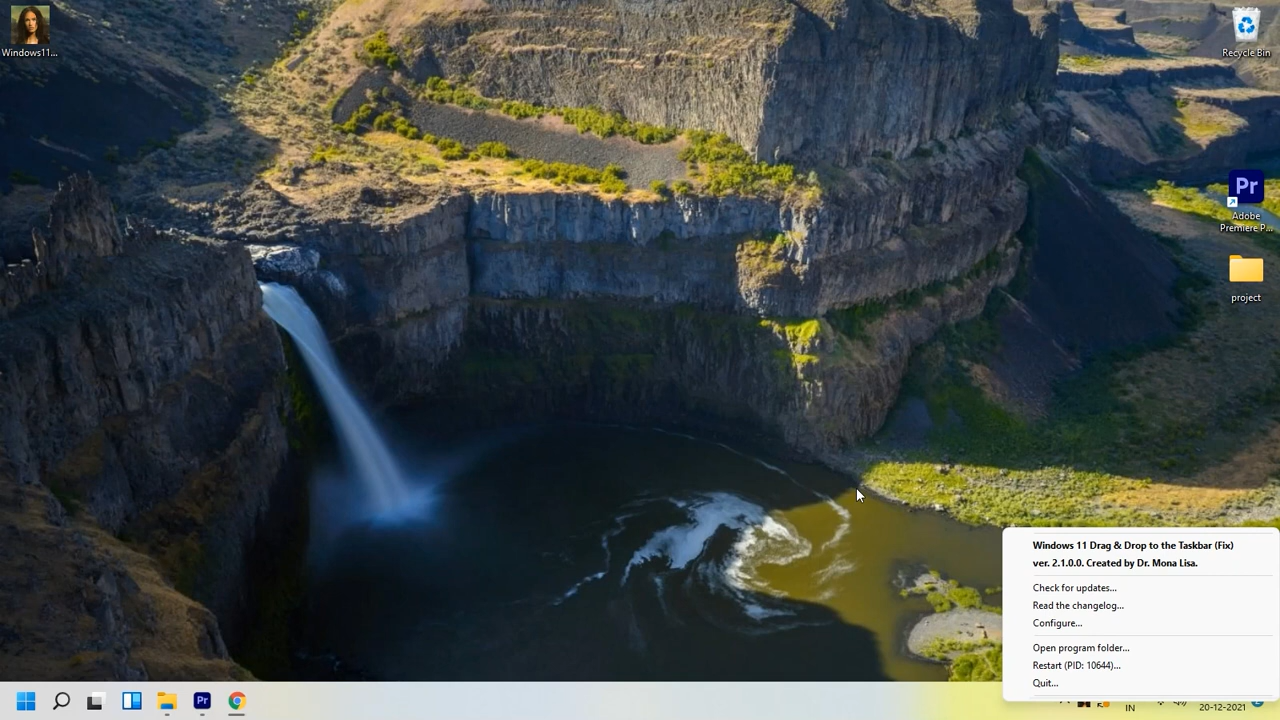 Windows11...
Recycle Bin
Pr
Adobe
Premiere P...
project
Windows 11 Drag & Drop to the Taskbar (Fix)
ver. 2.1.0.0. Created by Dr. Mona Lisa.
Check for updates...
Read the changelog...
Configure...
Open program folder...
Restart (PID: 10644)...
Quit...
Pr
IN
20-12-2021